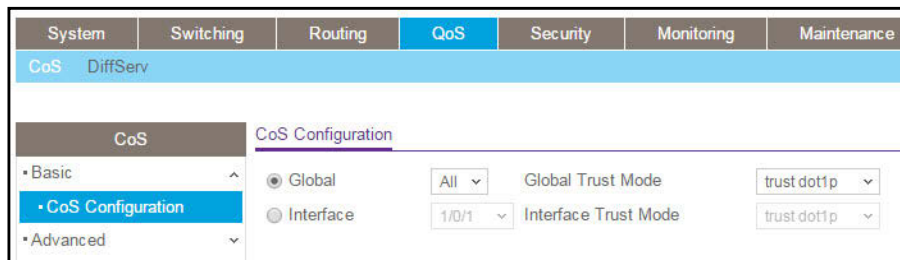 System Switching Routing QoS Security Monitoring Maintenance
CoS DiffServ
CoS
CoS Configuration
Basic
CoS Configuration
Advanced
Global All Global Trust Mode trust dot1p
Interface 1/0/1 Interface Trust Mode trust dot1p